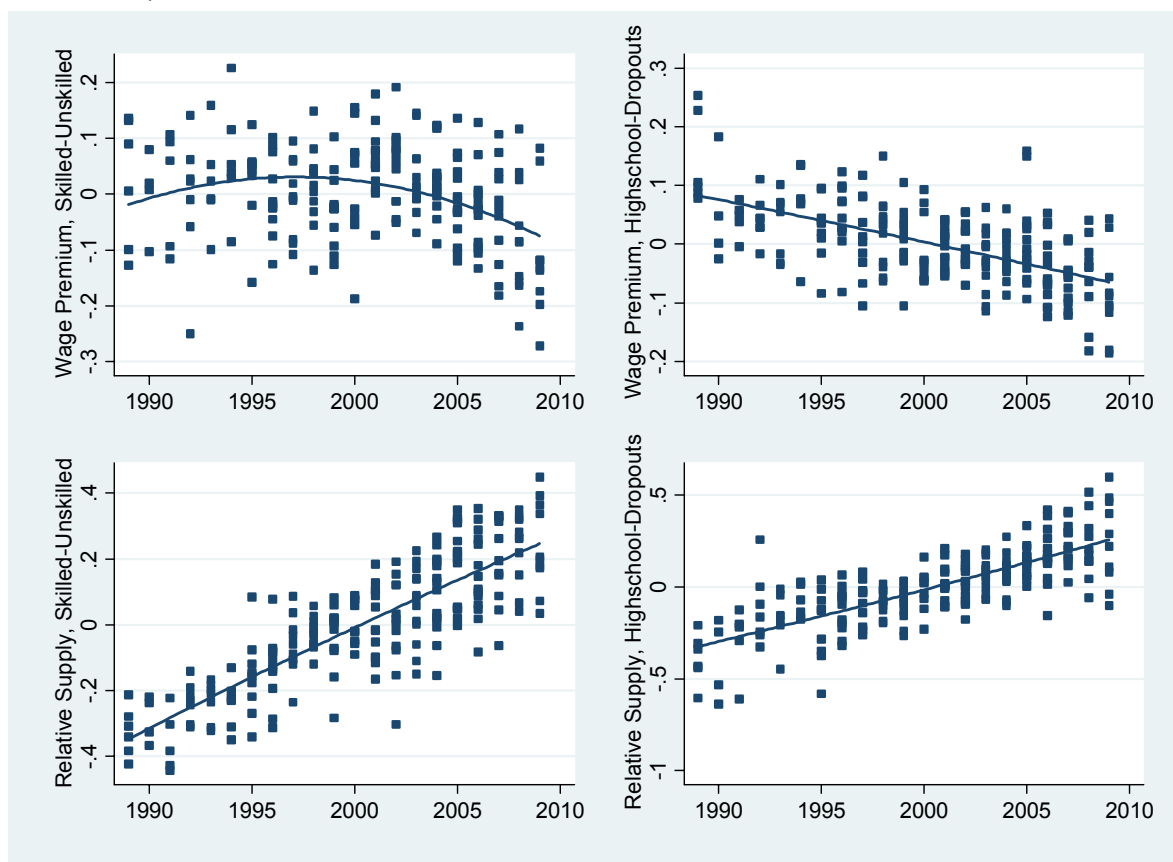 Wage Premium, Skilled-Unskilled
.2
.1
0
-.1
-.2
-.3
1990 1995 2000 2005 2010
Wage Premium, Highschool-Dropouts
.3
.2
.1
0
-.1
-.2
1990 1995 2000 2005 2010
Relative Supply, Skilled-Unskilled
.4
.2
0
-.2
-.4
1990 1995 2000 2005 2010
Relative Supply, Highschool-Dropouts
.5
0
-.5
-1
1990 1995 2000 2005 2010